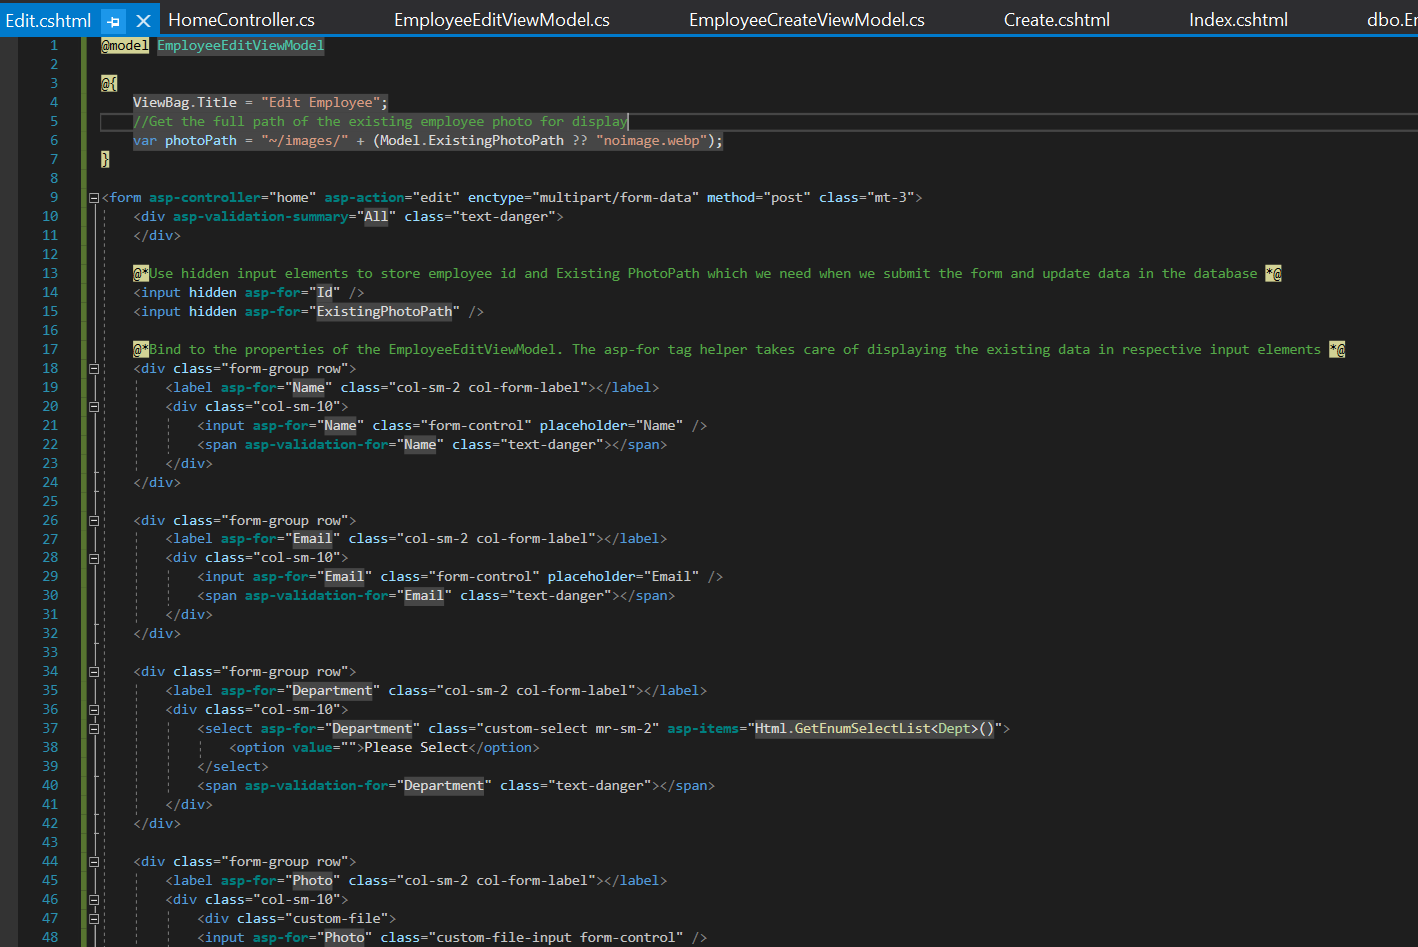 Edit.cshtml HomeController.cs EmployeeEditViewModel.cs EmployeeCreateViewModel.cs Create.cshtml Index.cshtml dbo.Er
1 @model EmployeeEditViewModel
2
3 @{
4 ViewBag.Title = "Edit Employee";
5 //Get the full path of the existing employee photo for display
6 var photoPath = "~/images/" + (Model.ExistingPhotoPath ?? "noimage.webp");
7 }
8
9 <form asp-controller="home" asp-action="edit" enctype="multipart/form-data" method="post" class="mt-3">
10 <div asp-validation-summary="All" class="text-danger">
11 </div>
12
13 @*Use hidden input elements to store employee id and Existing PhotoPath which we need when we submit the form and update data in the database *@
14 <input hidden asp-for="Id" />
15 <input hidden asp-for="ExistingPhotoPath" />
16
17 @*Bind to the properties of the EmployeeEditViewModel. The asp-for tag helper takes care of displaying the existing data in respective input elements *@
18 <div class="form-group row">
19 <label asp-for="Name" class="col-sm-2 col-form-label"></label>
20 <div class="col-sm-10">
21 <input asp-for="Name" class="form-control" placeholder="Name" />
22 <span asp-validation-for="Name" class="text-danger"></span>
23 </div>
24 </div>
25
26 <div class="form-group row">
27 <label asp-for="Email" class="col-sm-2 col-form-label"></label>
28 <div class="col-sm-10">
29 <input asp-for="Email" class="form-control" placeholder="Email" />
30 <span asp-validation-for="Email" class="text-danger"></span>
31 </div>
32 </div>
33
34 <div class="form-group row">
35 <label asp-for="Department" class="col-sm-2 col-form-label"></label>
36 <div class="col-sm-10">
37 <select asp-for="Department" class="custom-select mr-sm-2" asp-items="Html.GetEnumSelectList<Dept>()">
38 <option value="">Please Select</option>
39 </select>
40 <span asp-validation-for="Department" class="text-danger"></span>
41 </div>
42 </div>
43
44 <div class="form-group row">
45 <label asp-for="Photo" class="col-sm-2 col-form-label"></label>
46 <div class="col-sm-10">
47 <div class="custom-file">
48 <input asp-for="Photo" class="custom-file-input form-control" />